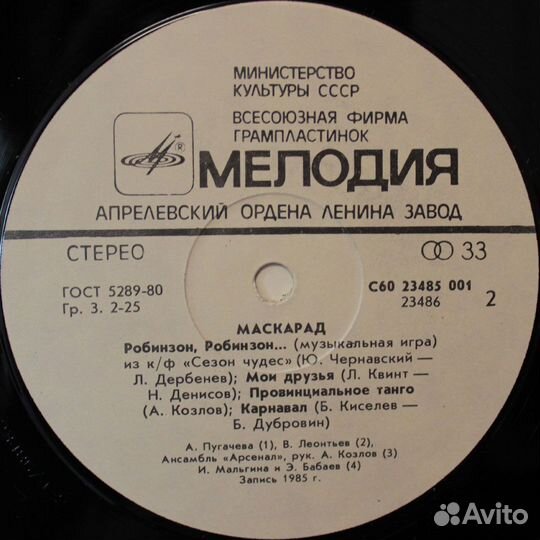 МИНИСТЕРСТВО
КУЛЬТУРЫ СССР
ВСЕСОЮЗНАЯ ФИРМА
ГРАМПЛАСТИНОК
®
МЕЛОДИЯ
АПРЕЛЕВСКИЙ ОРДЕНА ЛЕНИНА ЗАВОД
СТЕРЕО
33
ГОСТ 5289-80
Гр. 3. 2-25
С60 23485 001
23486
2
МАСКАРАД
Робинзон, Робинзон... (музыкальная игра)
из к/ф «Сезон чудес» (Ю. Чернавский —
Л. Дербенев); Мои друзья (Л. Квинт —
Н. Денисов); Провинциальное танго
(А. Козлов); Карнавал (Б. Киселев —
Б. Дубровин)
А. Пугачева (1), В. Леонтьев (2),
Ансамбль «Арсенал», рук. А. Козлов (3)
И. Мальгина и Э. Бабаев (4)
Запись 1985 г.
Avito